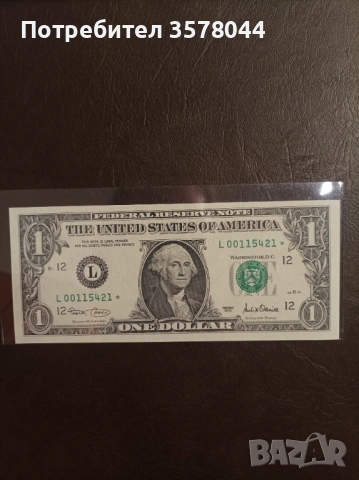 Потребител 3578044
FEDERAL RESERVE NOTE
THE UNITED STATES OF AMERICA
1
1
THIS NOTE IS LEGAL TENDER
FOR ALL DEBTS, PUBLIC AND PRIVATE
L 00115421 *
WASHINGTON, D.C.
12
12
L
L 00115421 *
12
12
1
1
ONE DOLLAR
BAZAR